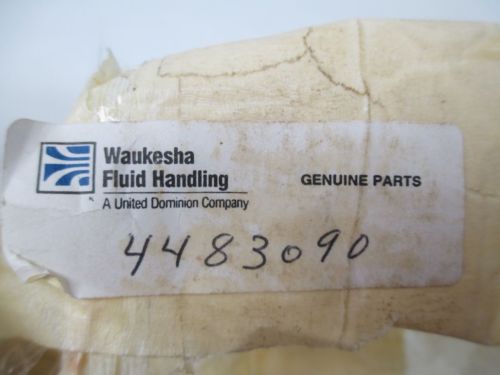 Waukesha
Fluid Handling
A United Dominion Company
GENUINE PARTS
4483090